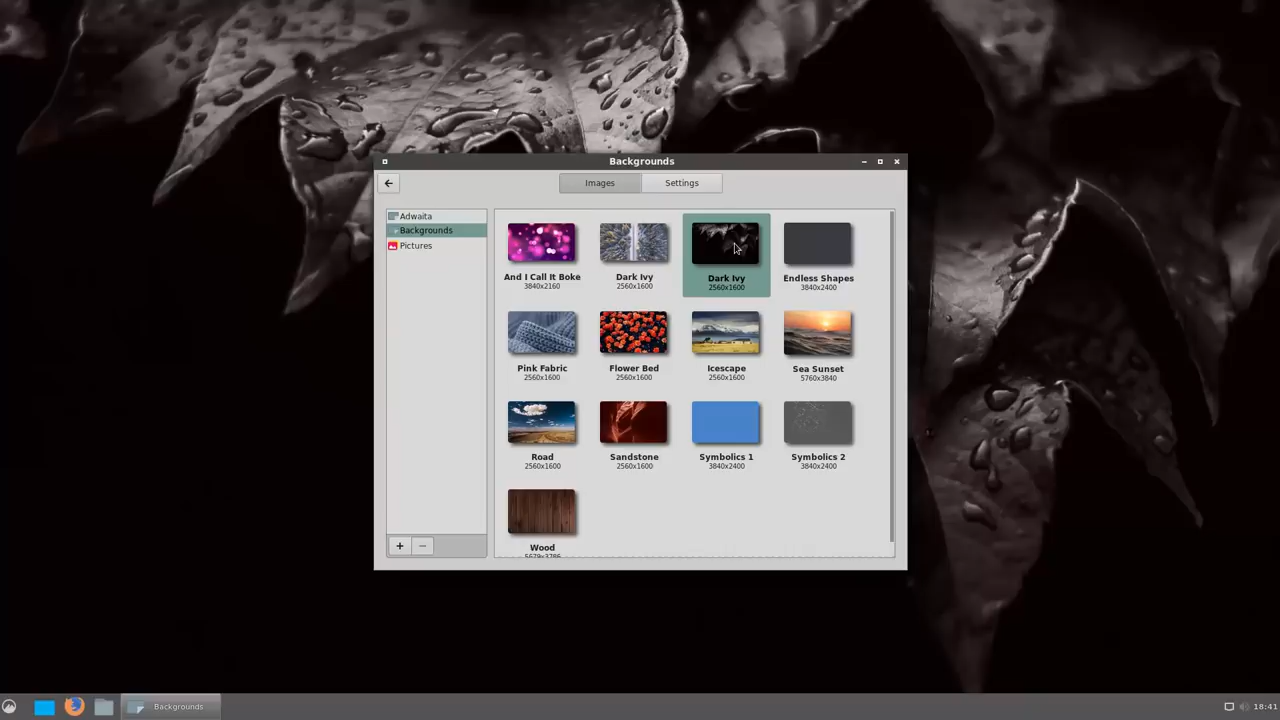 Backgrounds
Images
Settings
Adwaita
Backgrounds
Pictures
And I Call It Boke
3840x2160
Dark Ivy
2560x1600
Dark Ivy
2560x1600
Endless Shapes
3840x2400
Pink Fabric
2560x1600
Flower Bed
2560x1600
Icescape
2560x1600
Sea Sunset
5760x3840
Road
2560x1600
Sandstone
2560x1600
Symbolics 1
3840x2400
Symbolics 2
3840x2400
Wood
Backgrounds
18:41